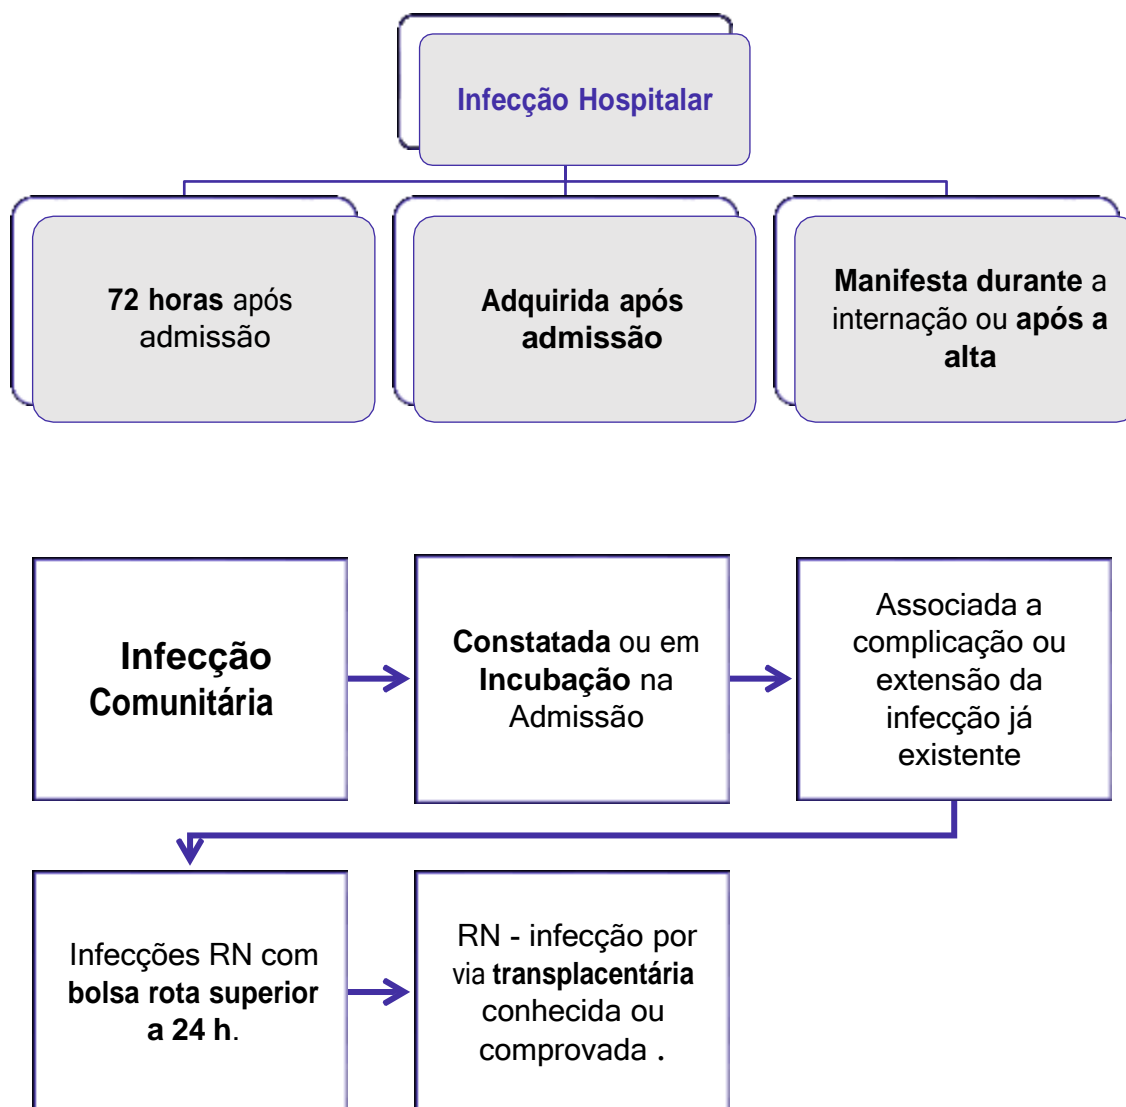 Infecção Hospitalar
72 horas após
admissão
Adquirida após
admissão
Manifesta durante a
internação ou após a
alta
Infecção
Comunitária
Constatada ou em
Incubação na
Admissão
Associada a
complicação ou
extensão da
infecção já
existente
Infecções RN com
bolsa rota superior
a 24 h.
RN - infecção por
via transplacentária
conhecida ou
comprovada .